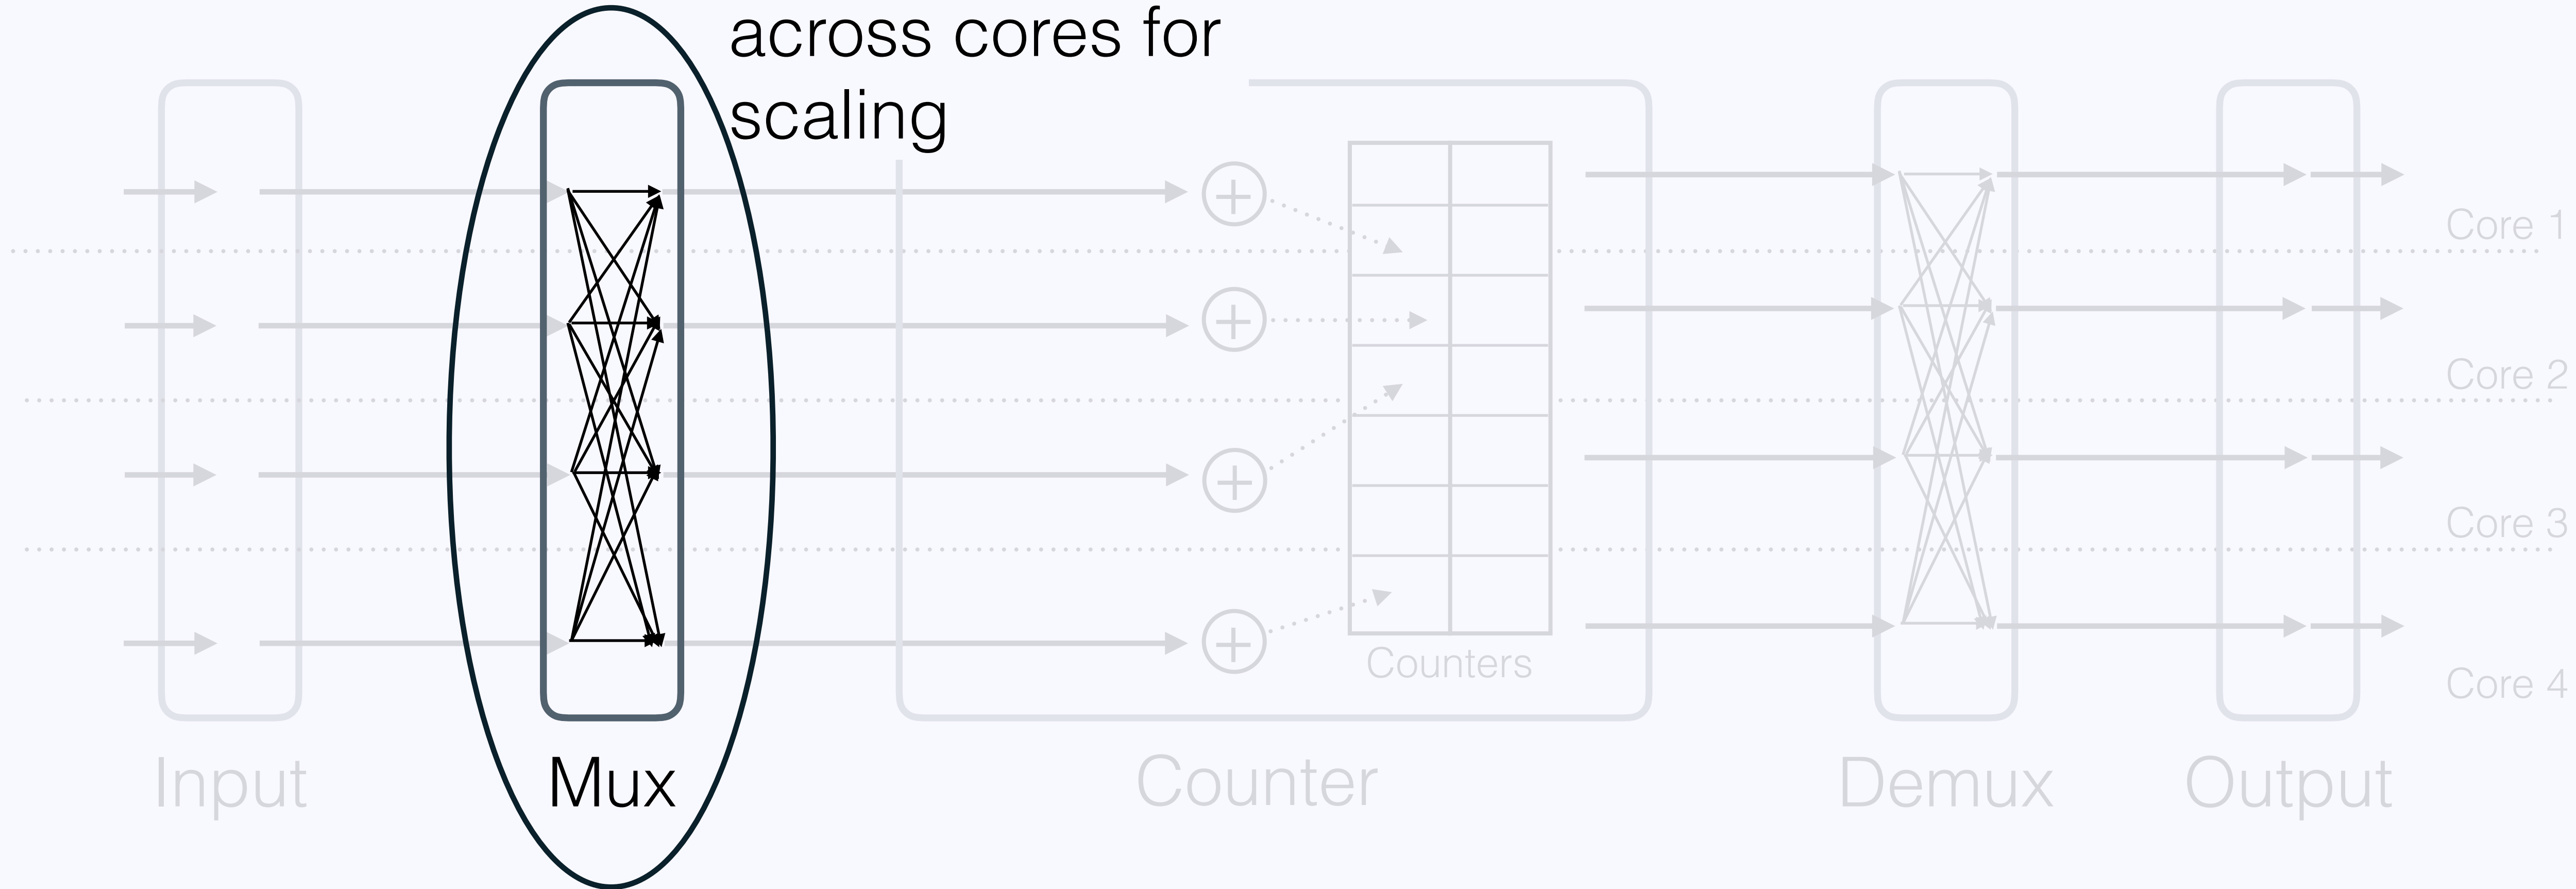 across cores for
scaling
Core 1
Core 2
Core 3
Counters
Core 4
Input
Mux
Counter
Demux
Output